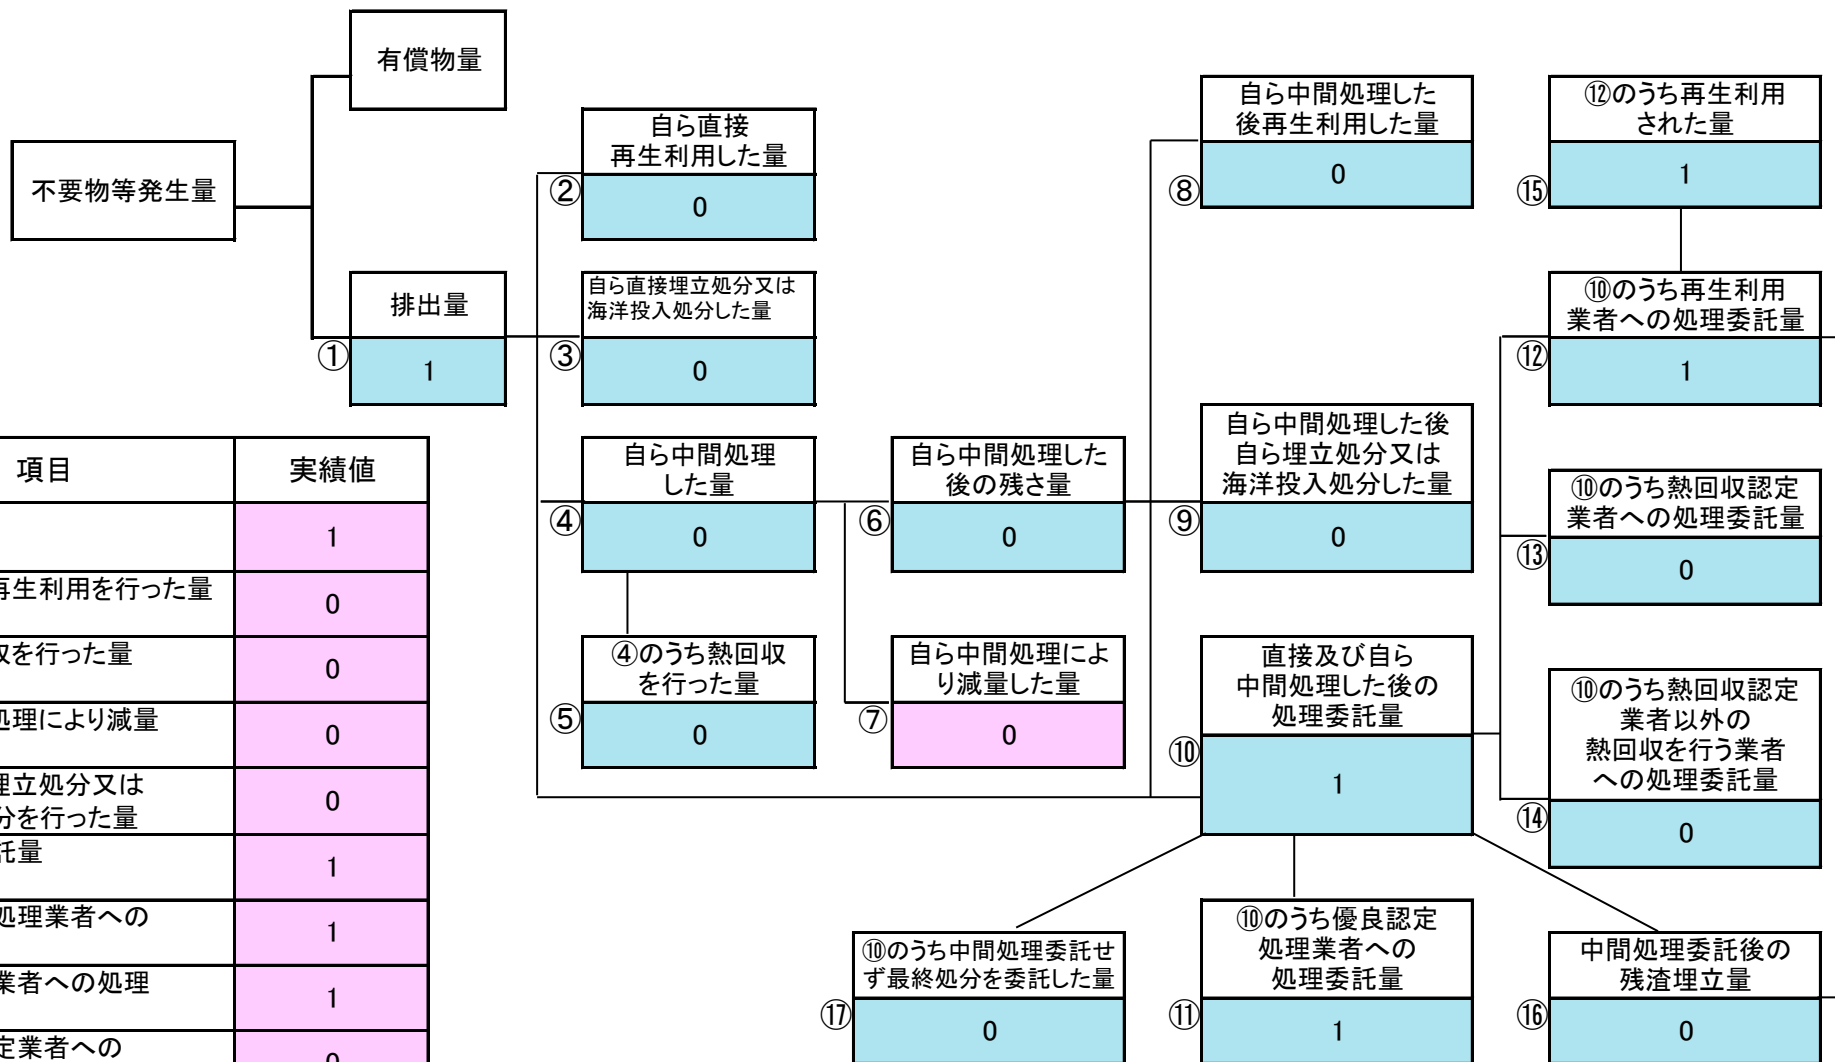 有償物量
不要物等発生量
排出量
①
1
自ら直接
再生利用した量
②
0
自ら直接埋立処分又は
海洋投入処分した量
③
0
自ら中間処理
した量
④
0
④のうち熱回収
を行った量
⑤
0
自ら中間処理した
後の残さ量
⑥
0
自ら中間処理によ
り減量した量
⑦
0
自ら中間処理した
後再生利用した量
⑧
0
自ら中間処理した後
自ら埋立処分又は
海洋投入処分した量
⑨
0
直接及び自ら
中間処理した後の
処理委託量
⑩
1
⑫のうち再生利用
された量
⑮
1
⑩のうち再生利用
業者への処理委託量
⑫
1
⑩のうち熱回収認定
業者への処理委託量
⑬
0
⑩のうち熱回収認定
業者以外の
熱回収を行う業者
への処理委託量
⑭
0
⑩のうち中間処理委託せ
ず最終処分を委託した量
⑰
0
⑩のうち優良認定
処理業者への
処理委託量
⑪
1
中間処理委託後の
残渣埋立量
⑯
0
項目 実績値
1
再生利用を行った量 0
を行った量 0
処理により減量 0
埋立処分又は
分を行った量 0
託量 1
処理業者への 1
業者への処理 1
定業者への